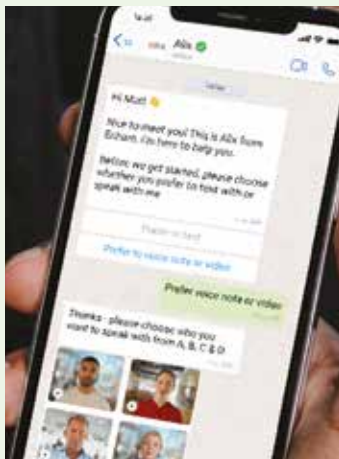 Alix
Today
Hi Matt 👋
Nice to meet you! This is Alix from
I'm here to help you.
Before we get started, please choose
whether you prefer to text with or
speak with me
Prefer to text
Prefer to voice note or video
Prefer voice note or video
Thanks - please choose who you
want to speak with from A, B, C & D